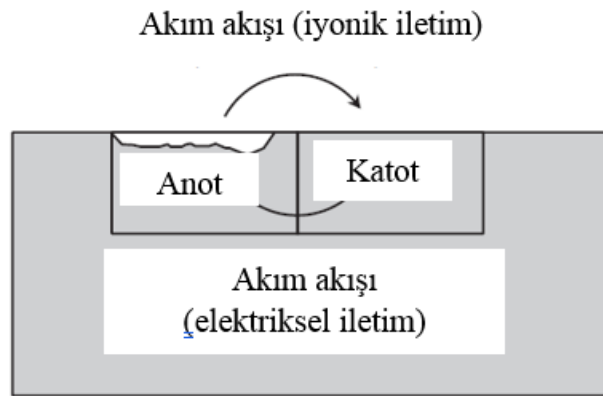 Akım akışı (iyonik iletim)
Anot
Katot
Akım akışı
(elektriksel iletim)